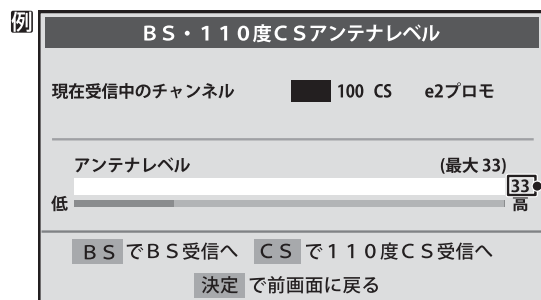 例
BS・110度CSアンテナレベル
現在受信中のチャンネル 100 CS e2プロモ
アンテナレベル (最大33)
33
低 高
BS でBS受信へ CS で110度CS受信へ
決定 で前画面に戻る